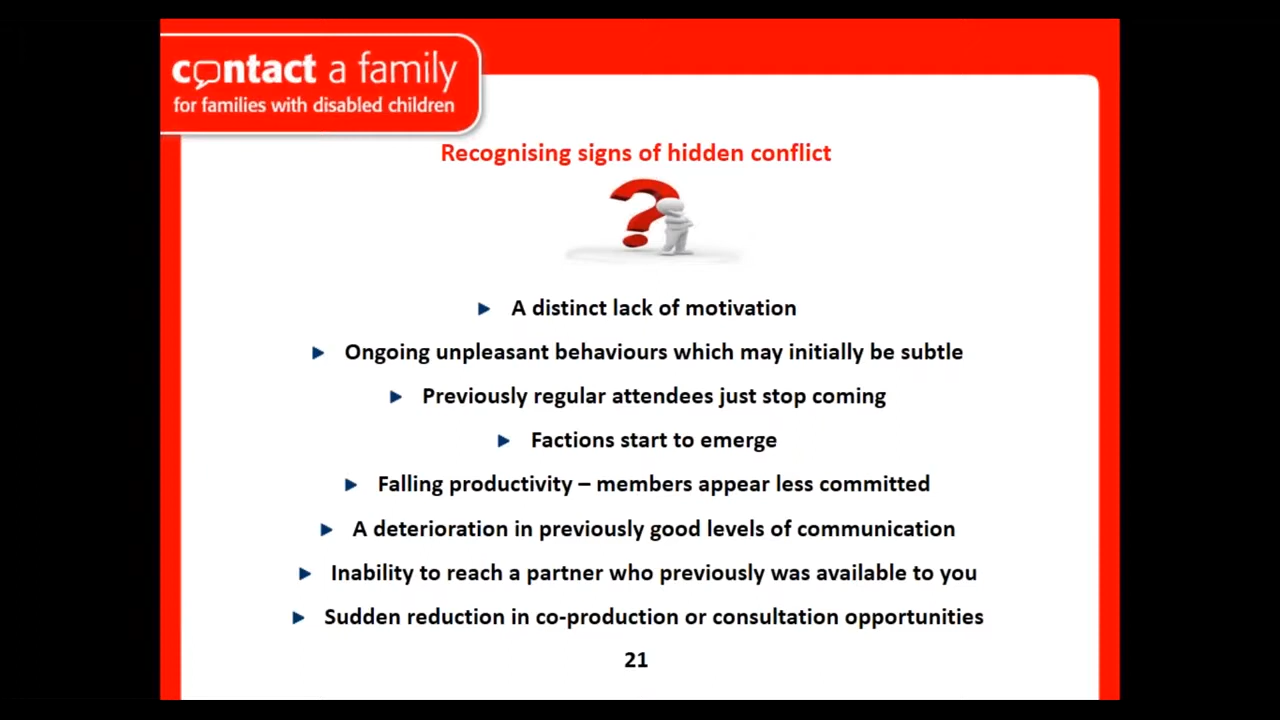 contact a family
for families with disabled children
Recognising signs of hidden conflict
A distinct lack of motivation
Ongoing unpleasant behaviours which may initially be subtle
Previously regular attendees just stop coming
Factions start to emerge
Falling productivity – members appear less committed
A deterioration in previously good levels of communication
Inability to reach a partner who previously was available to you
Sudden reduction in co-production or consultation opportunities
21